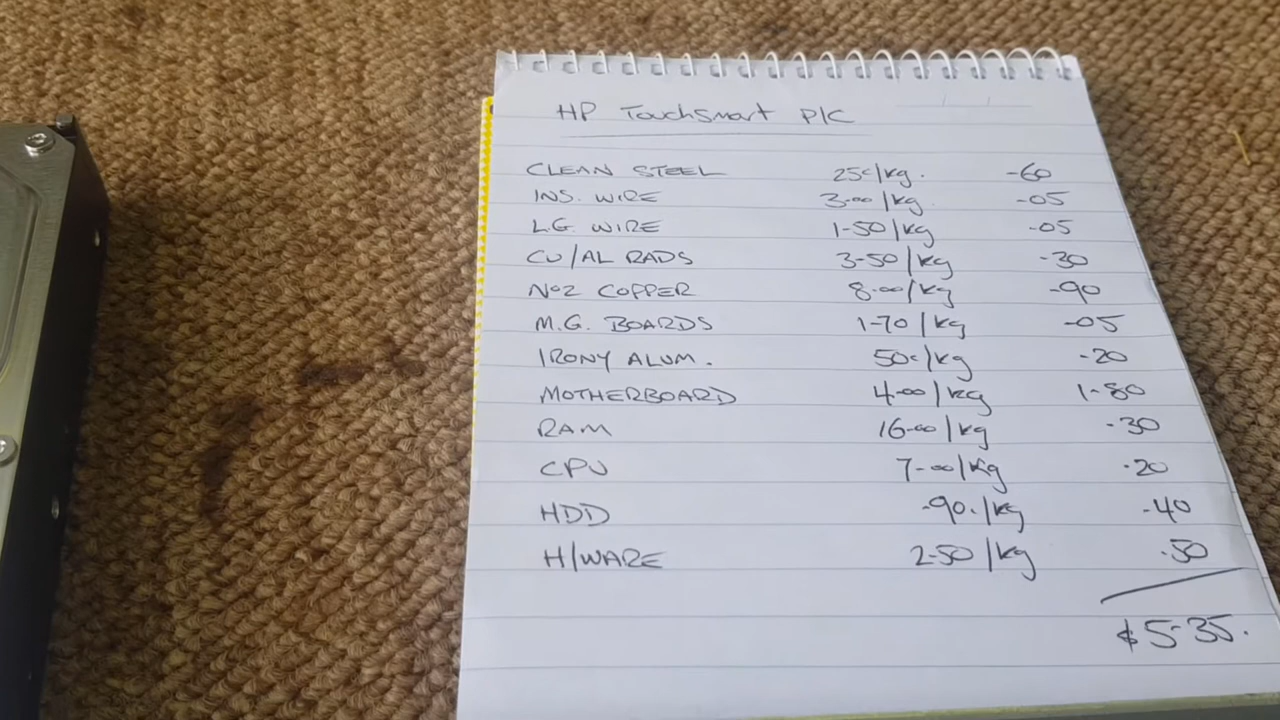 HP TouchSmart P/C
CLEAN STEEL 25c/kg. -60
INS. WIRE 3-00/kg -05
L.G. WIRE 1-50/kg -05
CU/AL RADS 3-50/kg -30
No2 COPPER 8-00/kg -90
M.G. BOARDS 1-70/kg -05
IRONY ALUM. 50c/kg -20
MOTHERBOARD 4-00/kg 1-80
RAM 16-00/kg -30
CPU 7-00/kg -20
HDD -90./kg -40
H/WARE 2-50/kg .50
$5-35.